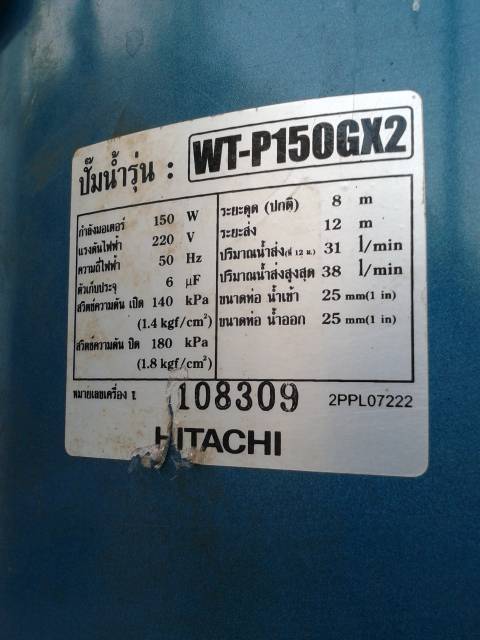 ปั๊มน้ำรุ่น : WT-P150GX2
กำลังมอเตอร์ 150 W
แรงดันไฟฟ้า 220 V
ความถี่ไฟฟ้า 50 Hz
ตัวเก็บประจุ 6 μF
สวิตช์ความดัน เปิด 140 kPa
(1.4 kgf/cm²)
สวิตช์ความดัน ปิด 180 kPa
(1.8 kgf/cm²)
ระยะดูด (ปกติ) 8 m
ระยะส่ง 12 m
ปริมาณน้ำส่ง(ที่ 12 ม.) 31 l/min
ปริมาณน้ำส่งสูงสุด 38 l/min
ขนาดท่อ น้ำเข้า 25 mm(1 in)
ขนาดท่อ น้ำออก 25 mm(1 in)
หมายเลขเครื่อง : 108309 2PPL07222
HITACHI